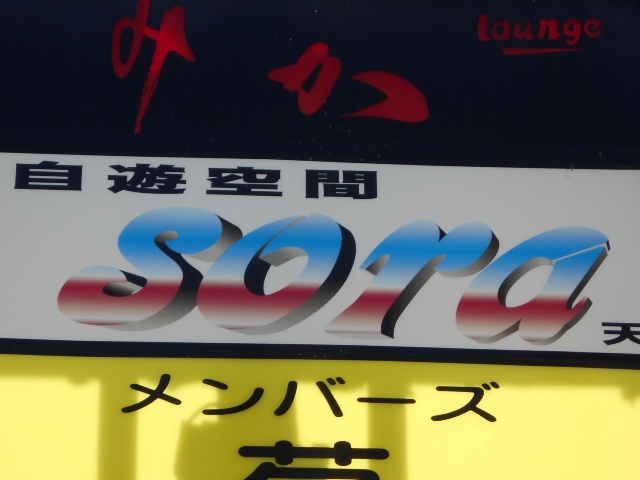 lounge
みか
自遊空間
sora
天
メンバーズ